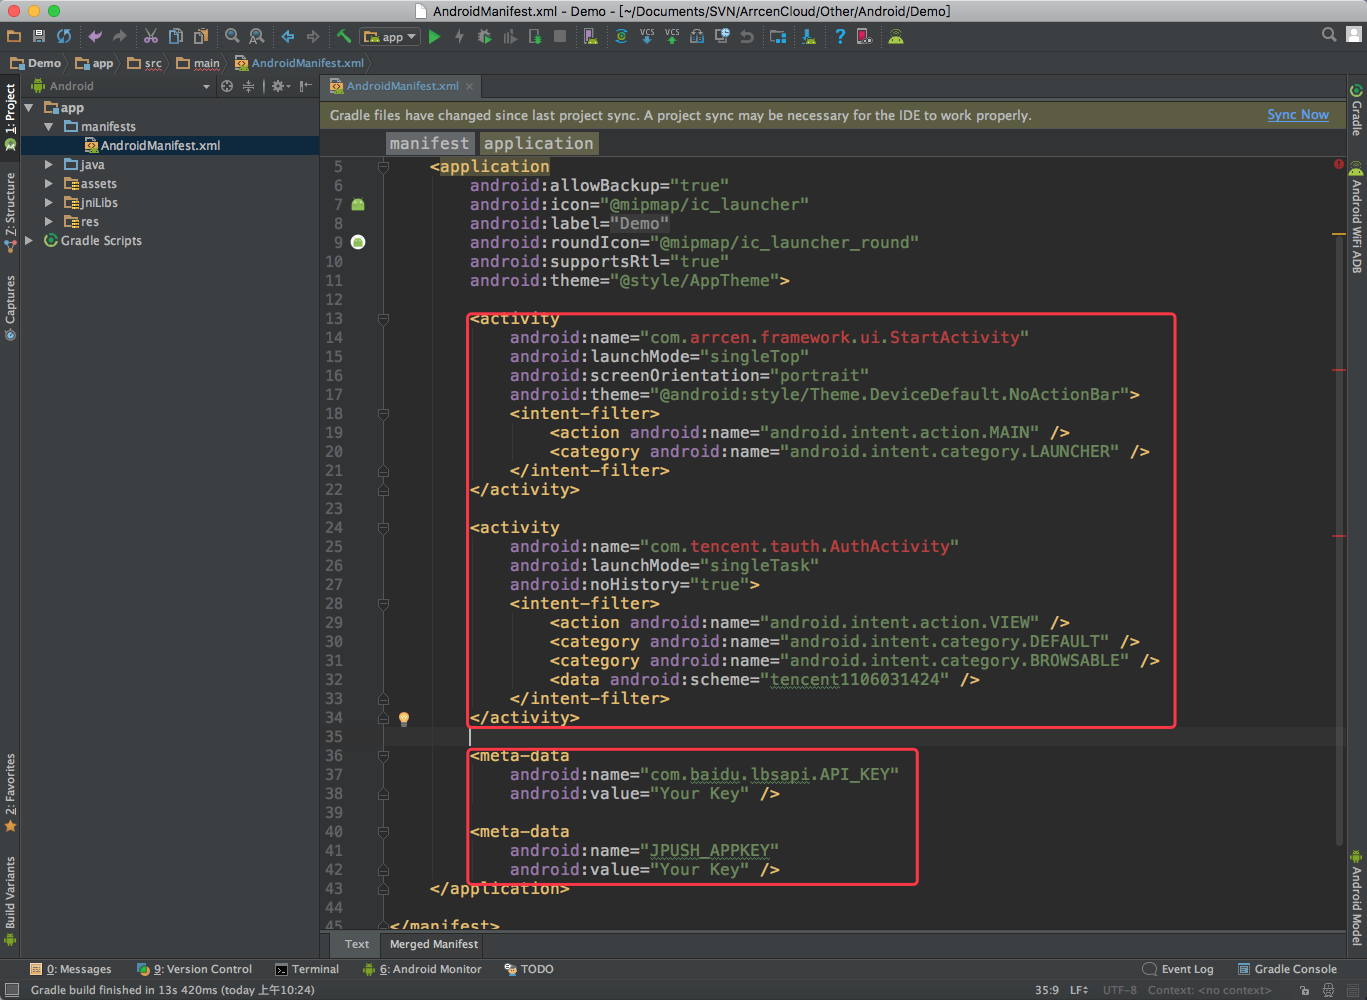 AndroidManifest.xml - Demo - [~/Documents/SVN/ArrcenCloud/Other/Android/Demo]
app
VCS
VCS
?
Demo
app
src
main
AndroidManifest.xml
Android
AndroidManifest.xml
1: Project
Z: Structure
Captures
2: Favorites
Build Variants
app
manifests
AndroidManifest.xml
java
assets
jniLibs
res
Gradle Scripts
Gradle files have changed since last project sync. A project sync may be necessary for the IDE to work properly.
Sync Now
manifest
application
5 <application
6 android:allowBackup="true"
7 android:icon="@mipmap/ic_launcher"
8 android:label="Demo"
9 android:roundIcon="@mipmap/ic_launcher_round"
10 android:supportsRtl="true"
11 android:theme="@style/AppTheme">
12
13 <activity
14 android:name="com.arrcen.framework.ui.StartActivity"
15 android:launchMode="singleTop"
16 android:screenOrientation="portrait"
17 android:theme="@android:style/Theme.DeviceDefault.NoActionBar">
18 <intent-filter>
19 <action android:name="android.intent.action.MAIN" />
20 <category android:name="android.intent.category.LAUNCHER" />
21 </intent-filter>
22 </activity>
23
24 <activity
25 android:name="com.tencent.tauth.AuthActivity"
26 android:launchMode="singleTask"
27 android:noHistory="true">
28 <intent-filter>
29 <action android:name="android.intent.action.VIEW" />
30 <category android:name="android.intent.category.DEFAULT" />
31 <category android:name="android.intent.category.BROWSABLE" />
32 <data android:scheme="tencent1106031424" />
33 </intent-filter>
34 </activity>
35
36 <meta-data
37 android:name="com.baidu.lbsapi.API_KEY"
38 android:value="Your Key" />
39
40 <meta-data
41 android:name="JPUSH_APPKEY"
42 android:value="Your Key" />
43 </application>
44
45 </manifest>
Gradle
Android WiFi ADB
Android Model
Text
Merged Manifest
0: Messages
9: Version Control
Terminal
6: Android Monitor
TODO
Event Log
Gradle Console
Gradle build finished in 13s 420ms (today 上午10:24)
35:9
LF
UTF-8
Context: <no context>